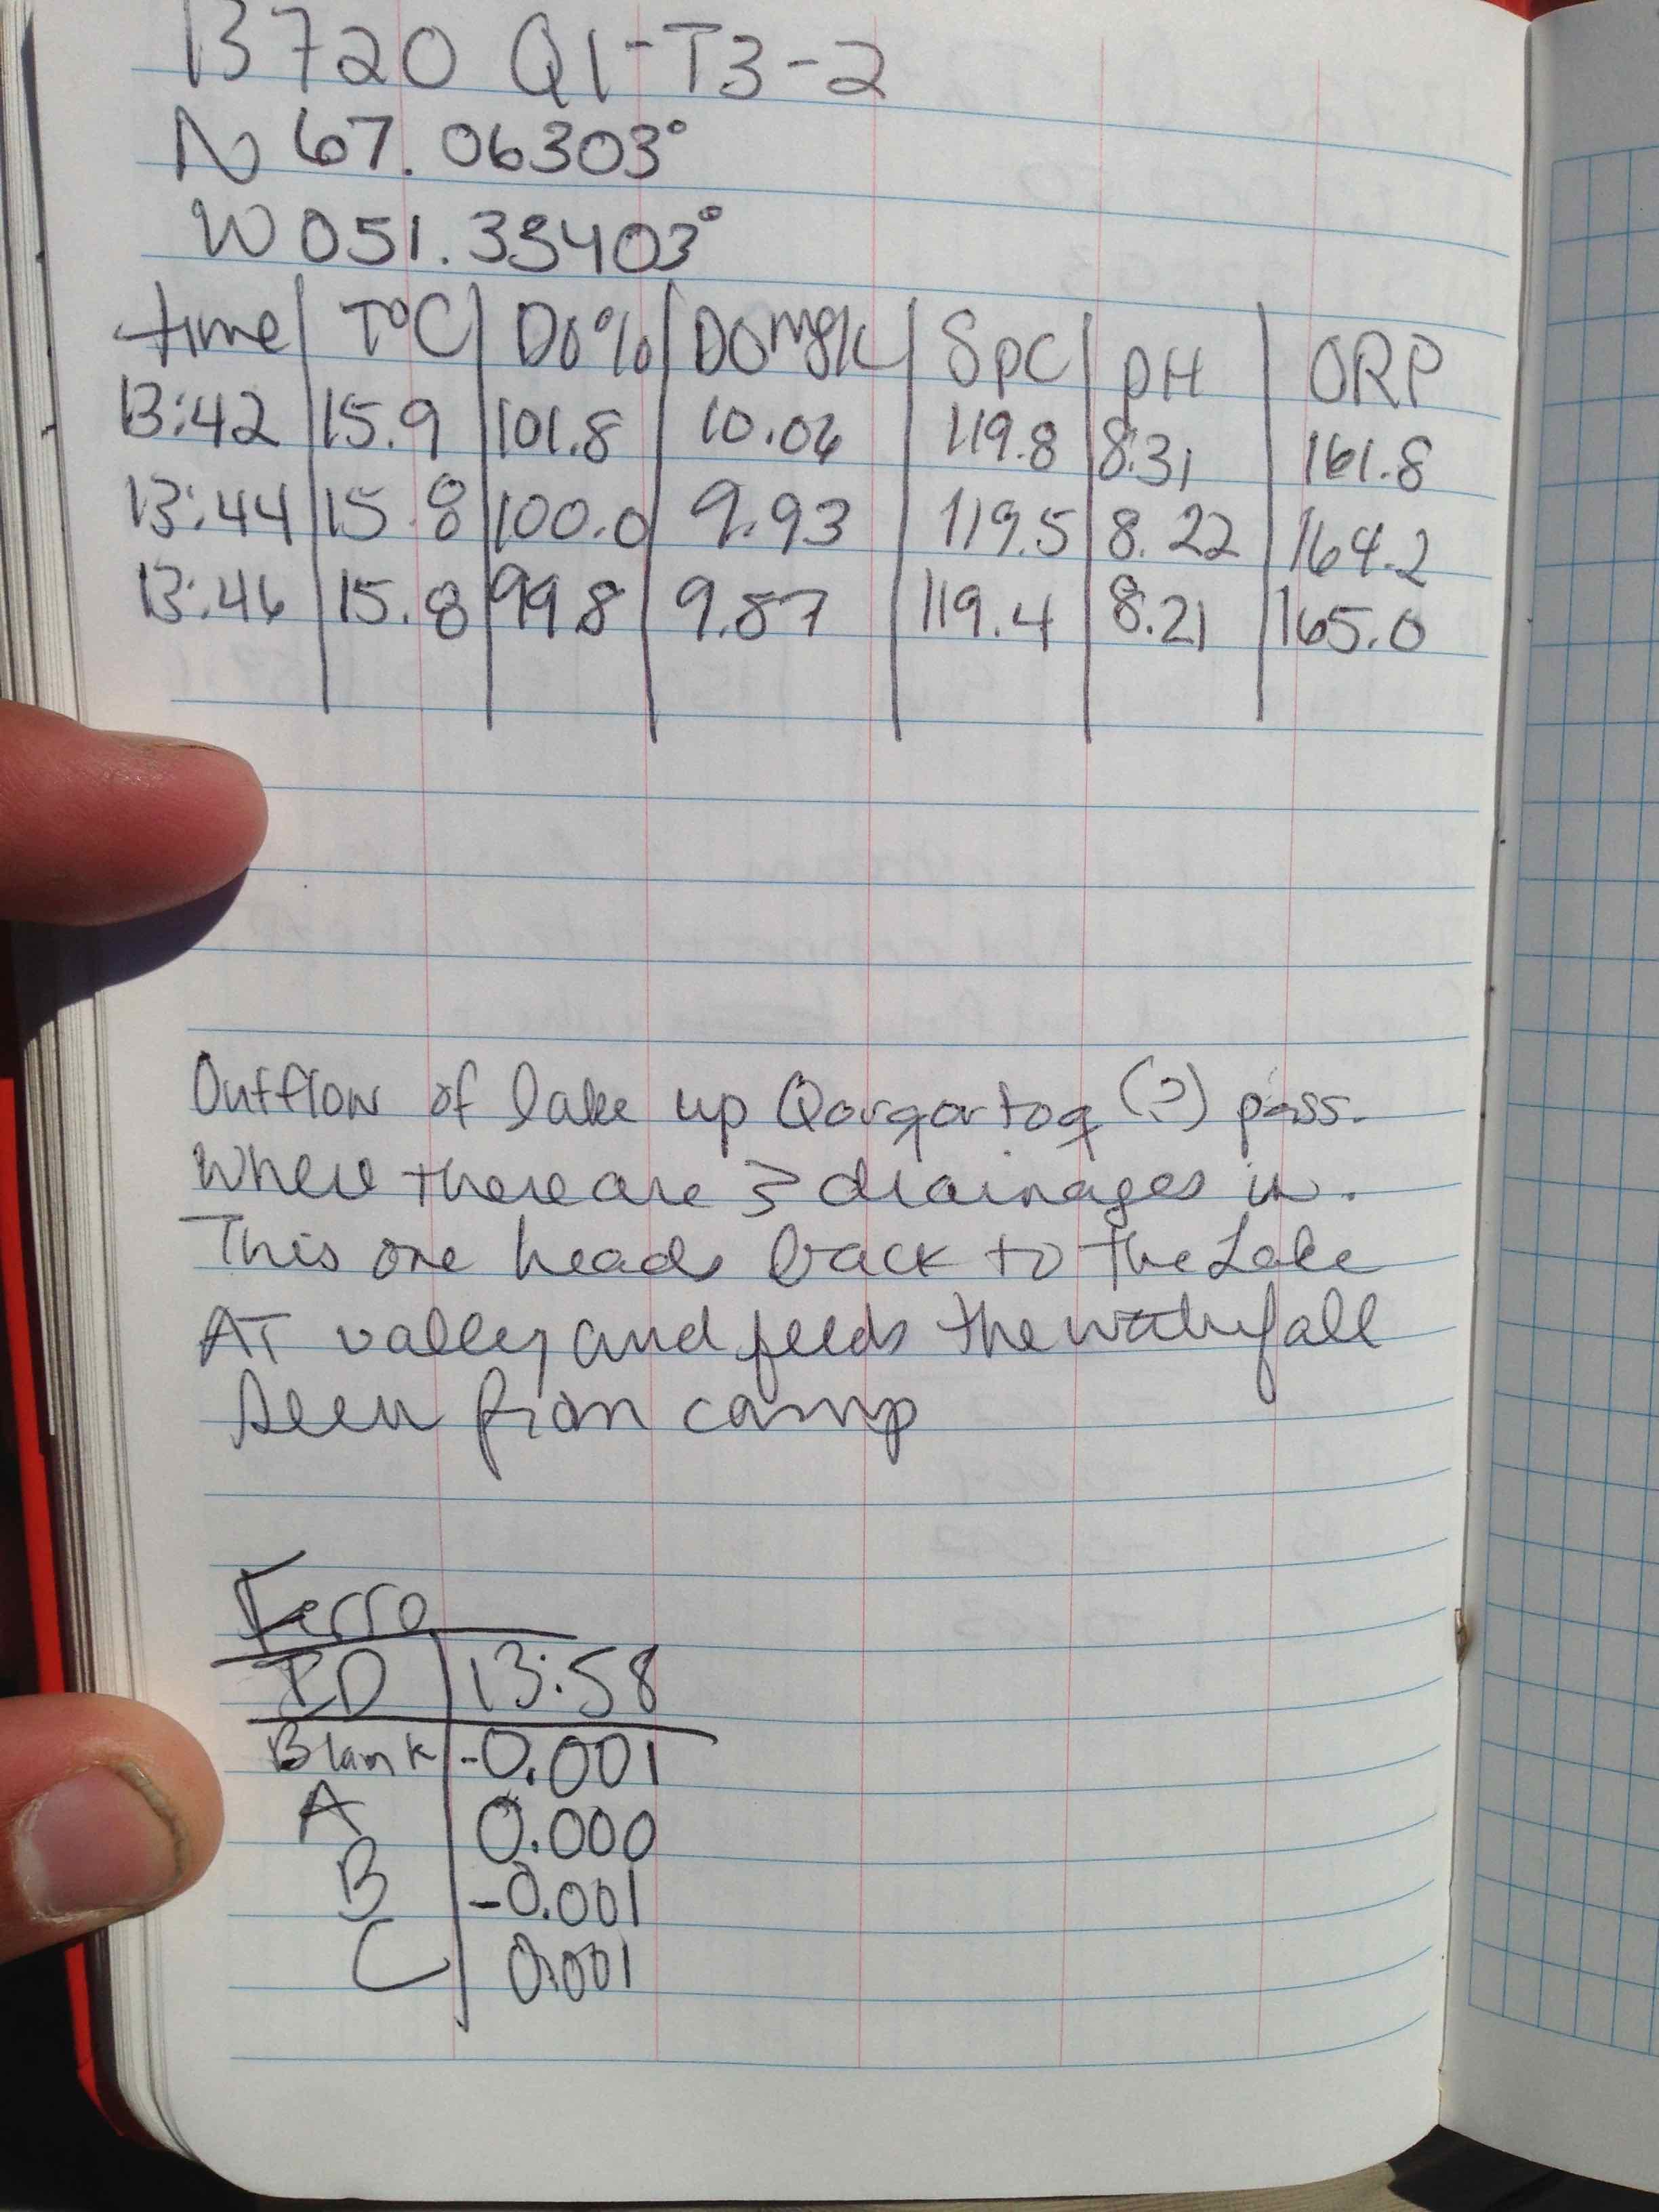 13720 Q1-T3-2
N 67.06303°
W 051.35403°
time | T°C | DO% | DO mg/L | SpC | pH | ORP
13:42 | 15.9 | 101.8 | 10.06 | 119.8 | 8.31 | 161.8
13:44 | 15.8 | 100.0 | 9.93 | 119.5 | 8.22 | 164.2
13:46 | 15.8 | 99.8 | 9.87 | 119.4 | 8.21 | 165.0
Outflow of lake up Qorqortoq (?) pass.
Where there are 3 drainages in.
This one heads back to the Lake
AT valley and feeds the waterfall
seen from camp
Ferro
ID | 13:58
Blank | -0.001
A | 0.000
B | -0.001
C | 0.001